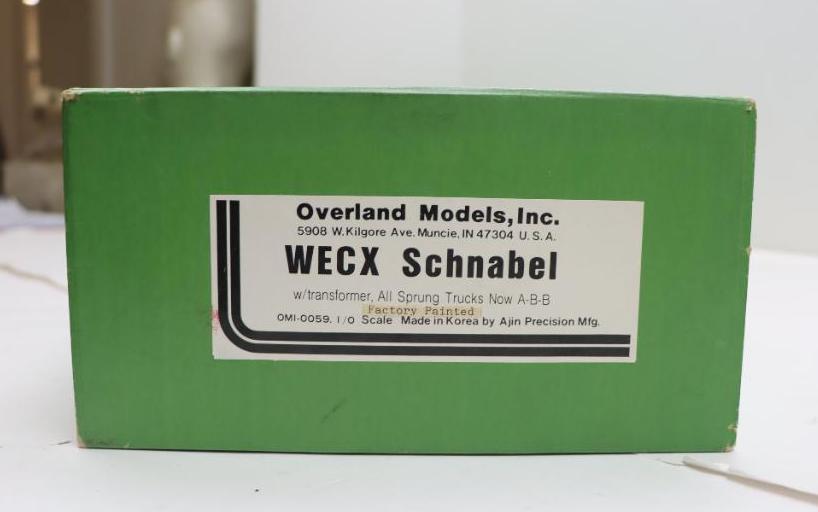 Overland Models,Inc.
5908 W.Kilgore Ave. Muncie, IN 47304 U.S.A.
WECX Schnabel
w/transformer, All Sprung Trucks Now A-B-B
Factory Painted
OMI-0059. 1/0 Scale Made in Korea by Ajin Precision Mfg.